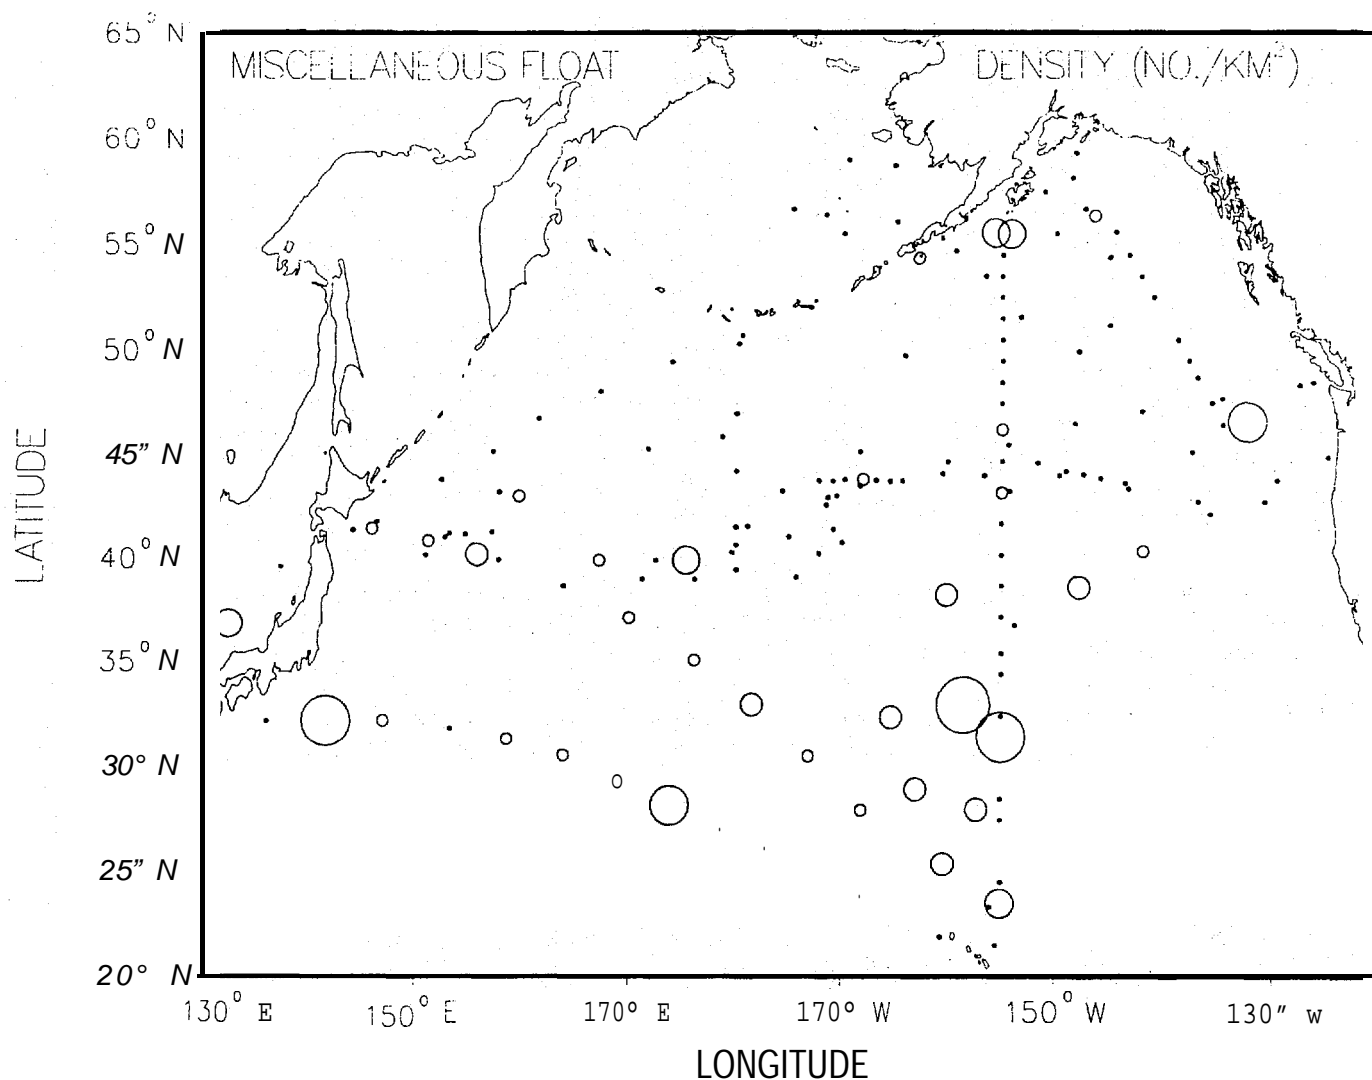 65° N
MISCELLANEOUS FLOAT DENSITY (NO./KM²)
60° N
55° N
50° N
45” N
40° N
35° N
30° N
25” N
20° N
LATITUDE
130° E 150° E 170° E 170° W 150° W 130” w
LONGITUDE